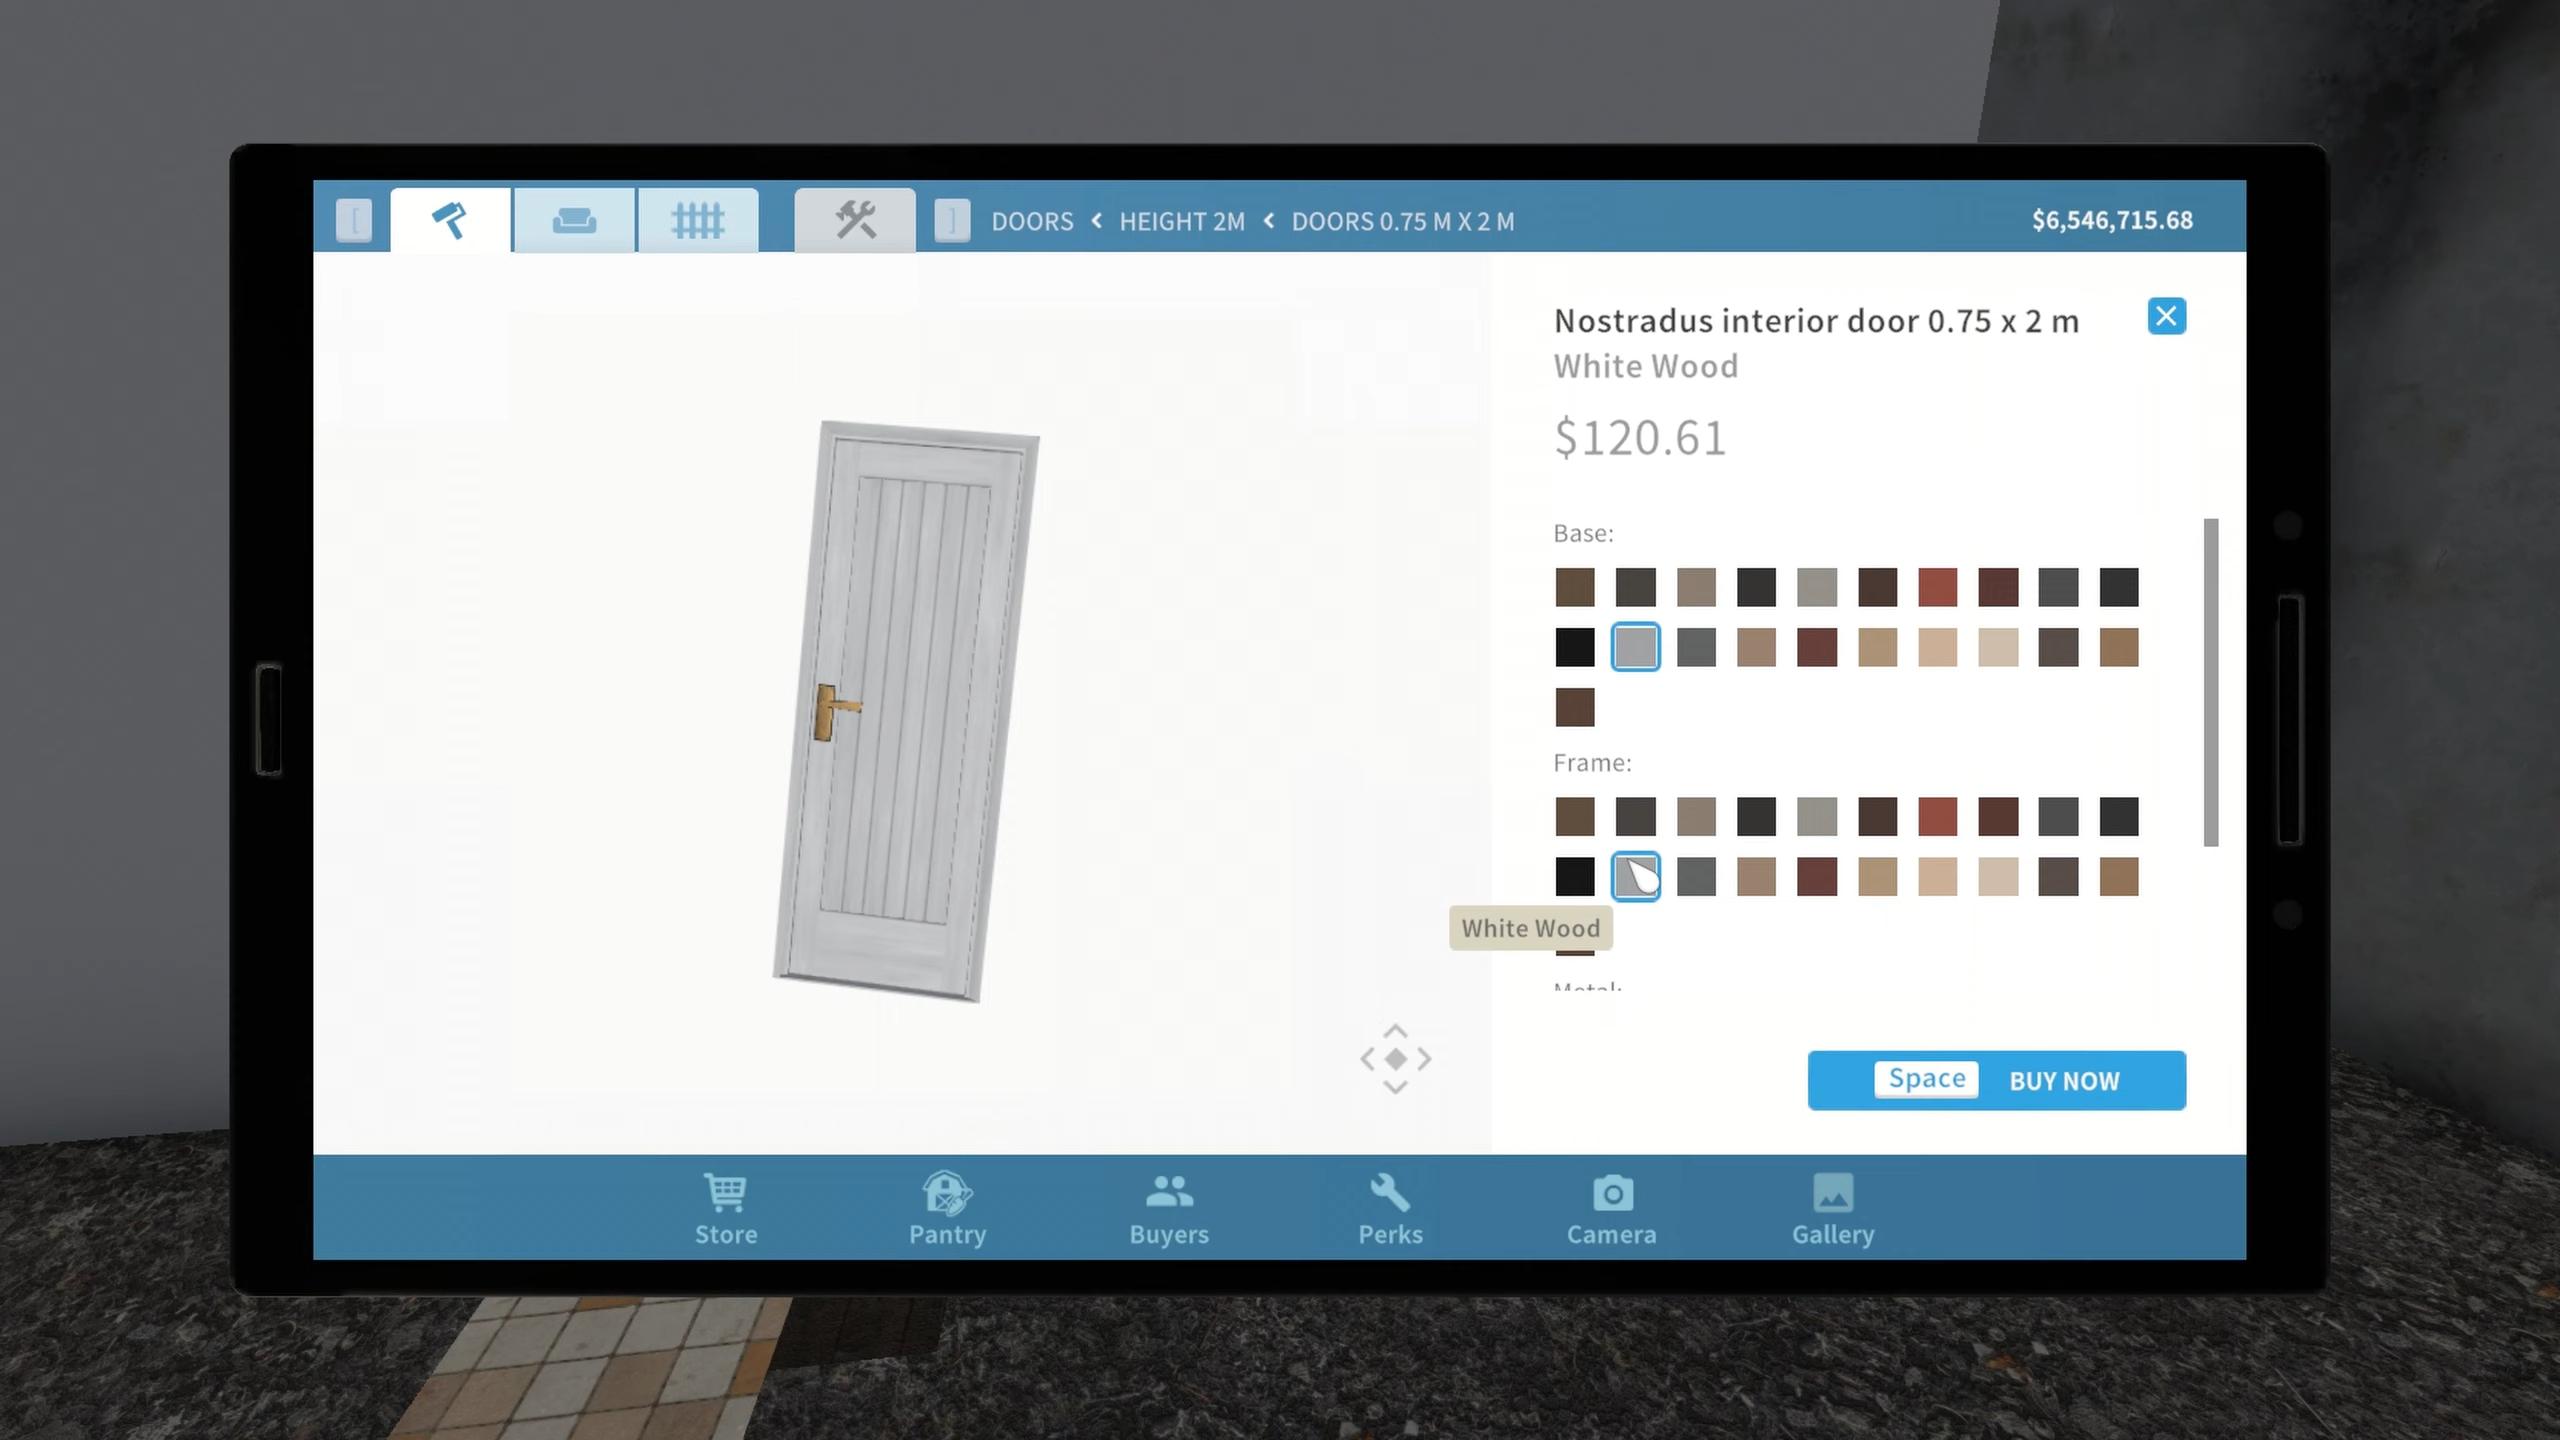 [
]
DOORS < HEIGHT 2M < DOORS 0.75 M X 2 M
$6,546,715.68
Nostradus interior door 0.75 x 2 m
White Wood
$120.61
Base:
Frame:
White Wood
Metal:
Space BUY NOW
Store
Pantry
Buyers
Perks
Camera
Gallery